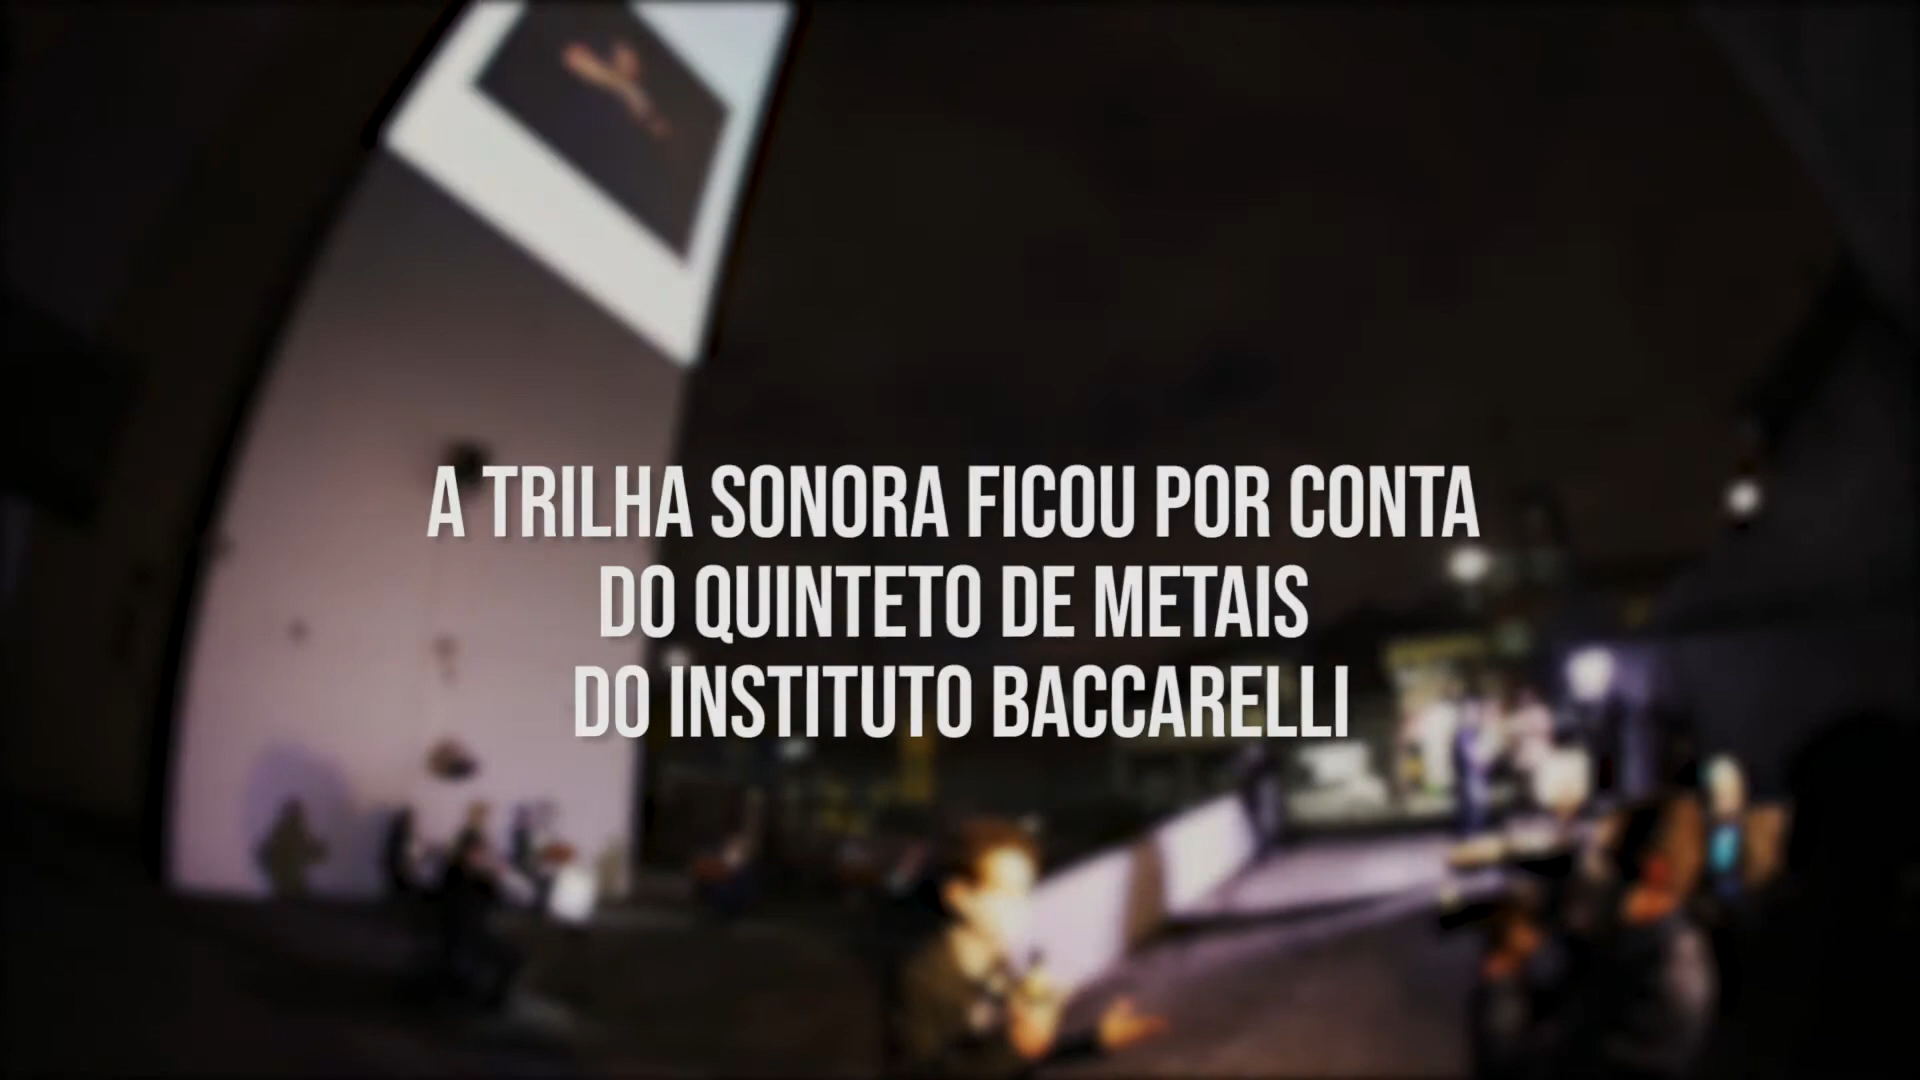 A TRILHA SONORA FICOU POR CONTA
DO QUINTETO DE METAIS
DO INSTITUTO BACCARELLI